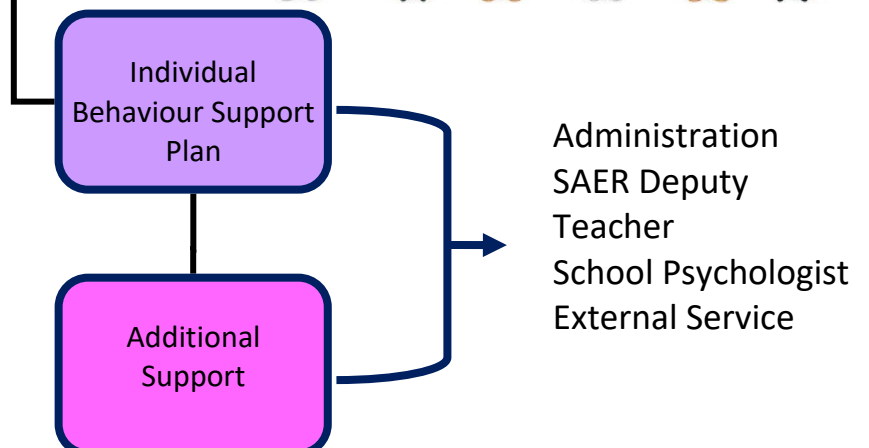 Individual
Behaviour Support
Plan
Administration
SAER Deputy
Teacher
School Psychologist
External Service
Additional
Support